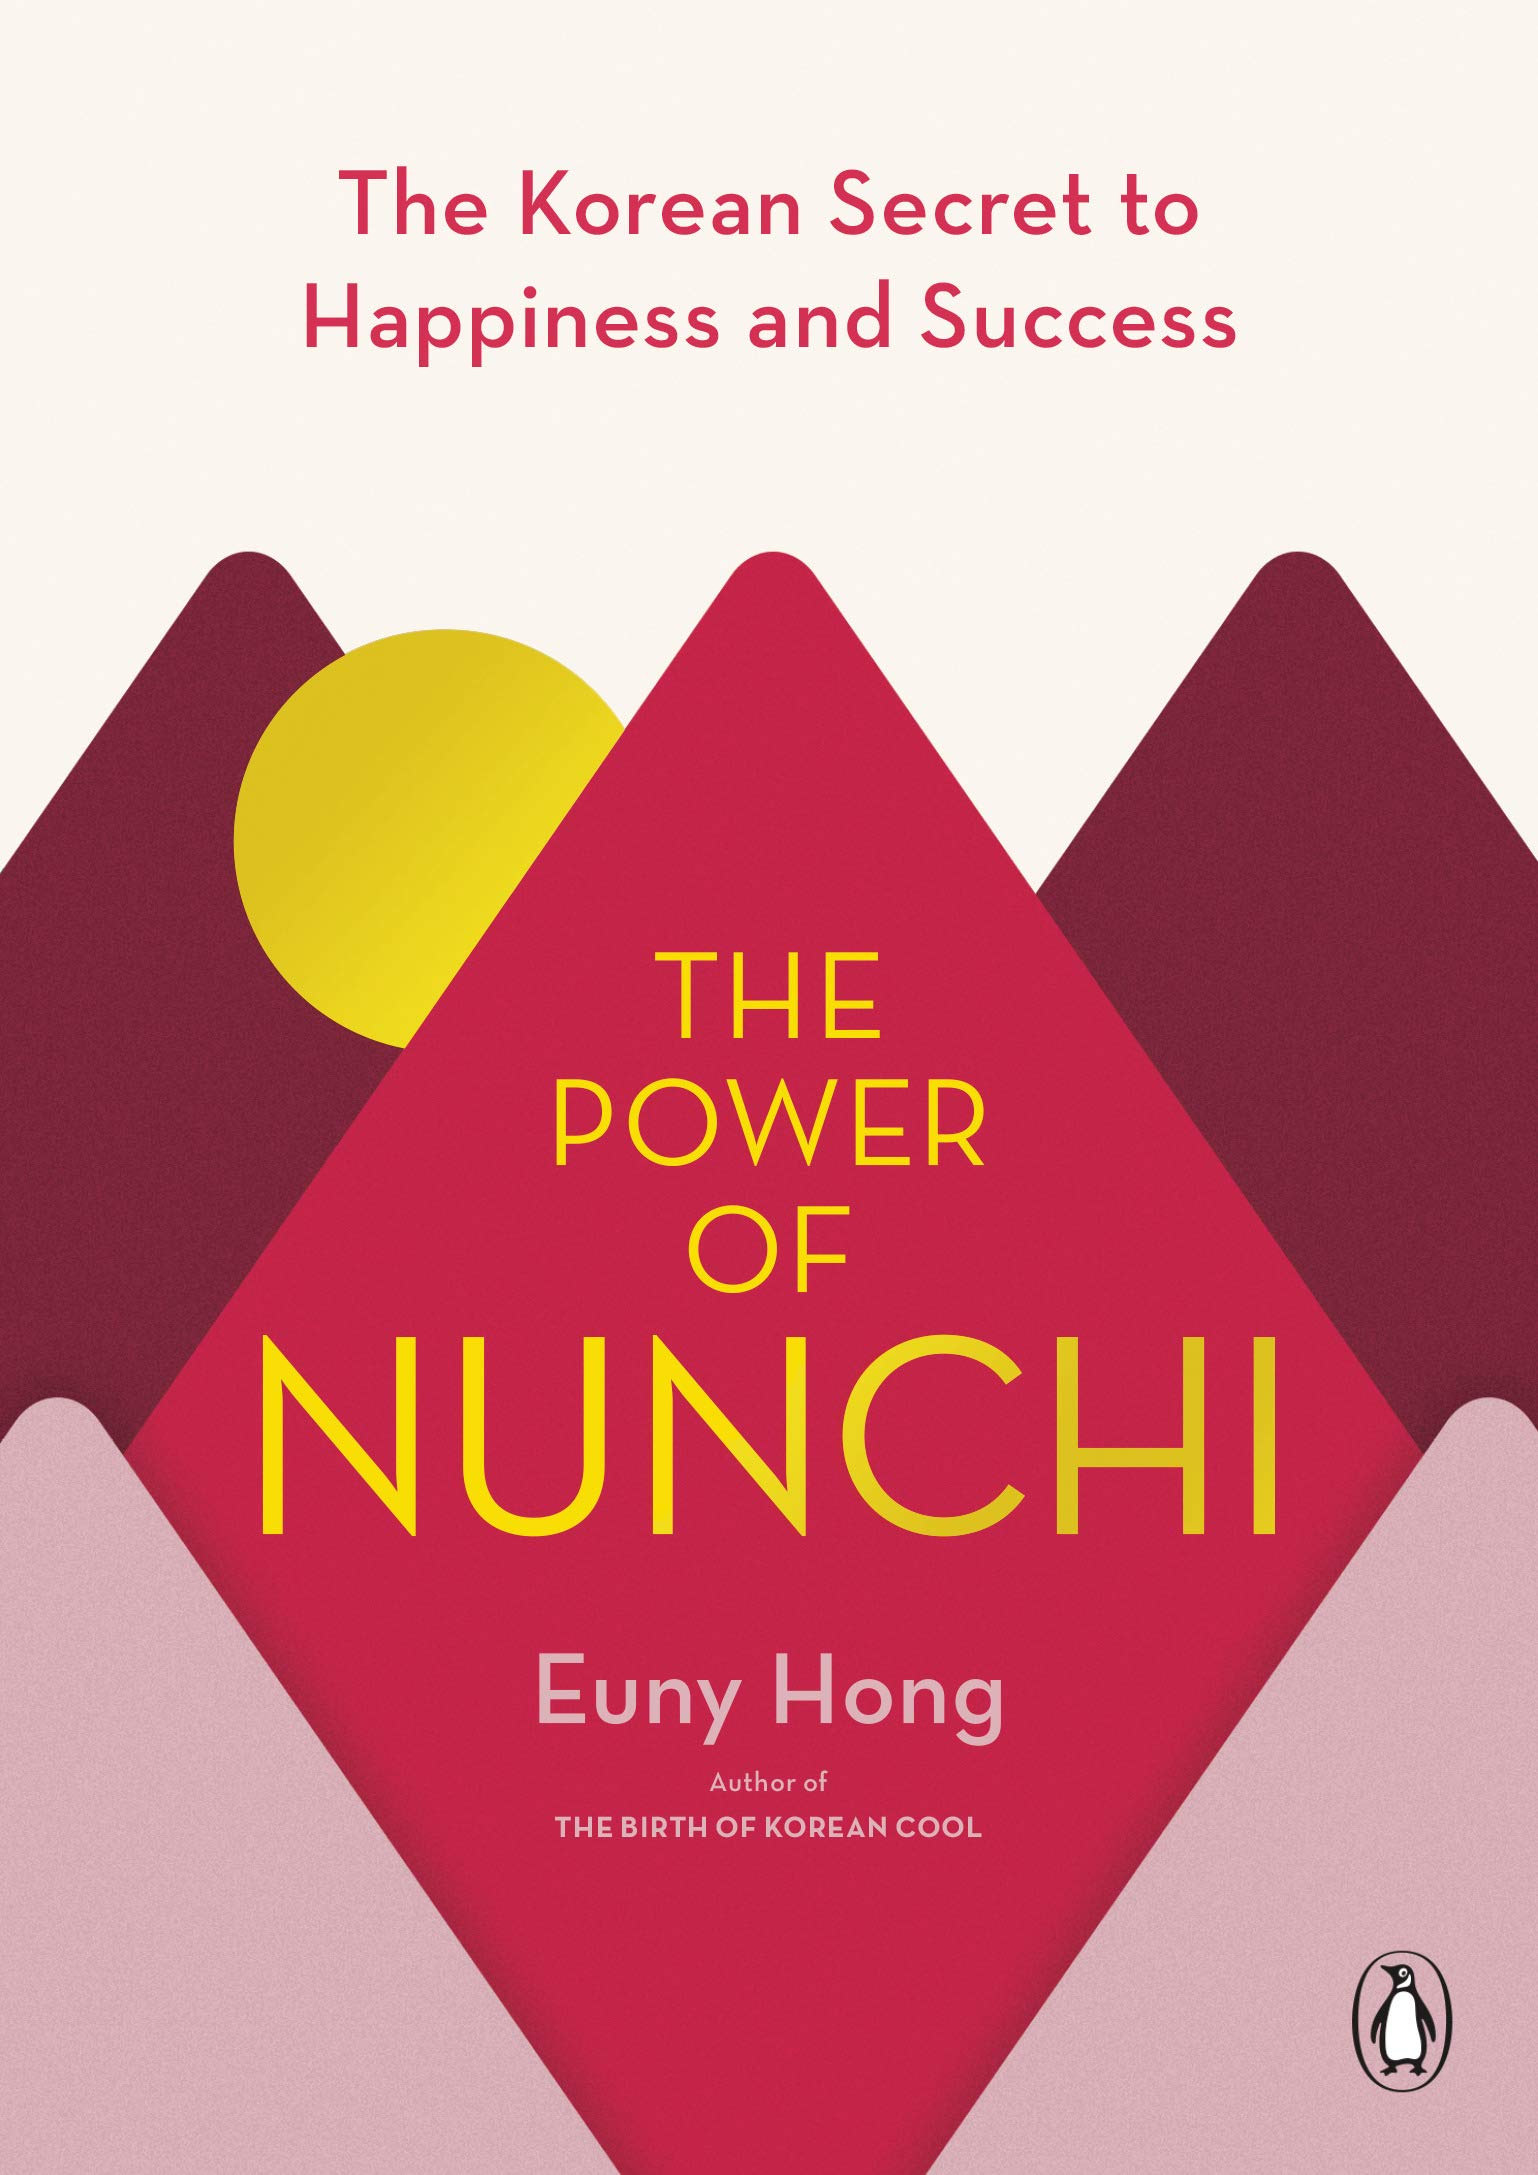 The Korean Secret to
Happiness and Success
THE
POWER
OF
NUNCHI
Euny Hong
Author of
THE BIRTH OF KOREAN COOL